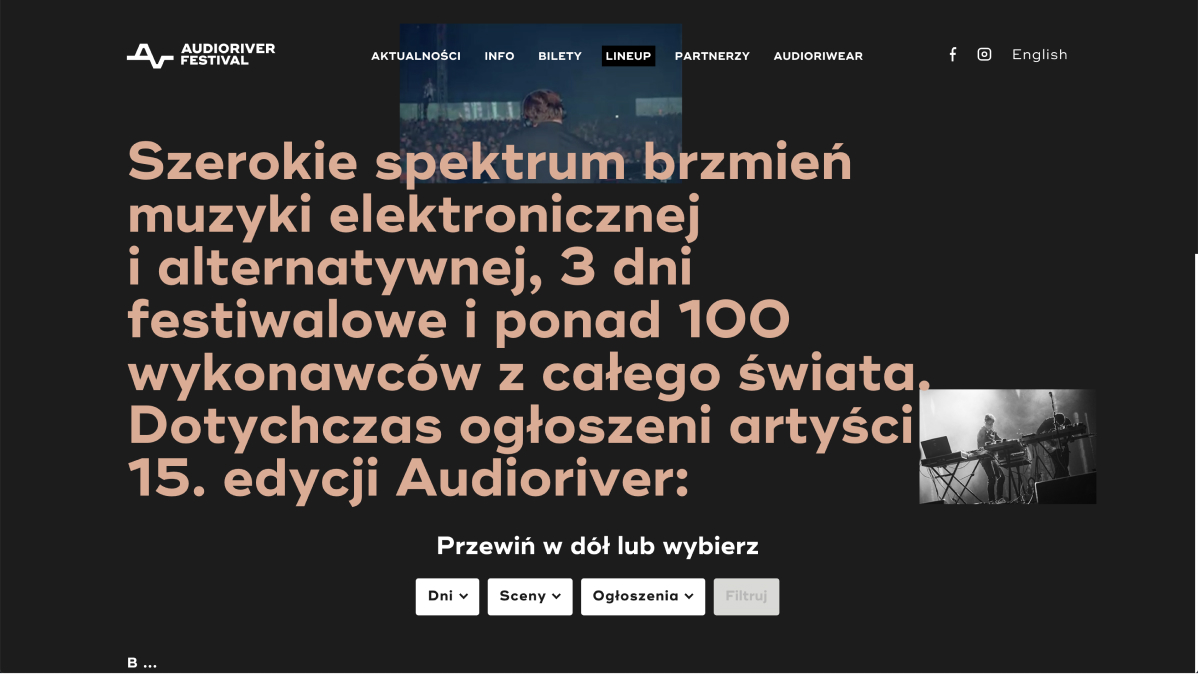 AUDIORIVER
FESTIVAL
AKTUALNOŚCI INFO BILETY LINEUP PARTNERZY AUDIORIWEAR
English
Szerokie spektrum brzmień
muzyki elektronicznej
i alternatywnej, 3 dni
festiwalowe i ponad 100
wykonawców z całego świata.
Dotychczas ogłoszeni artyści
15. edycji Audioriver:
Przewiń w dół lub wybierz
Dni Sceny Ogłoszenia Filtruj
B ...